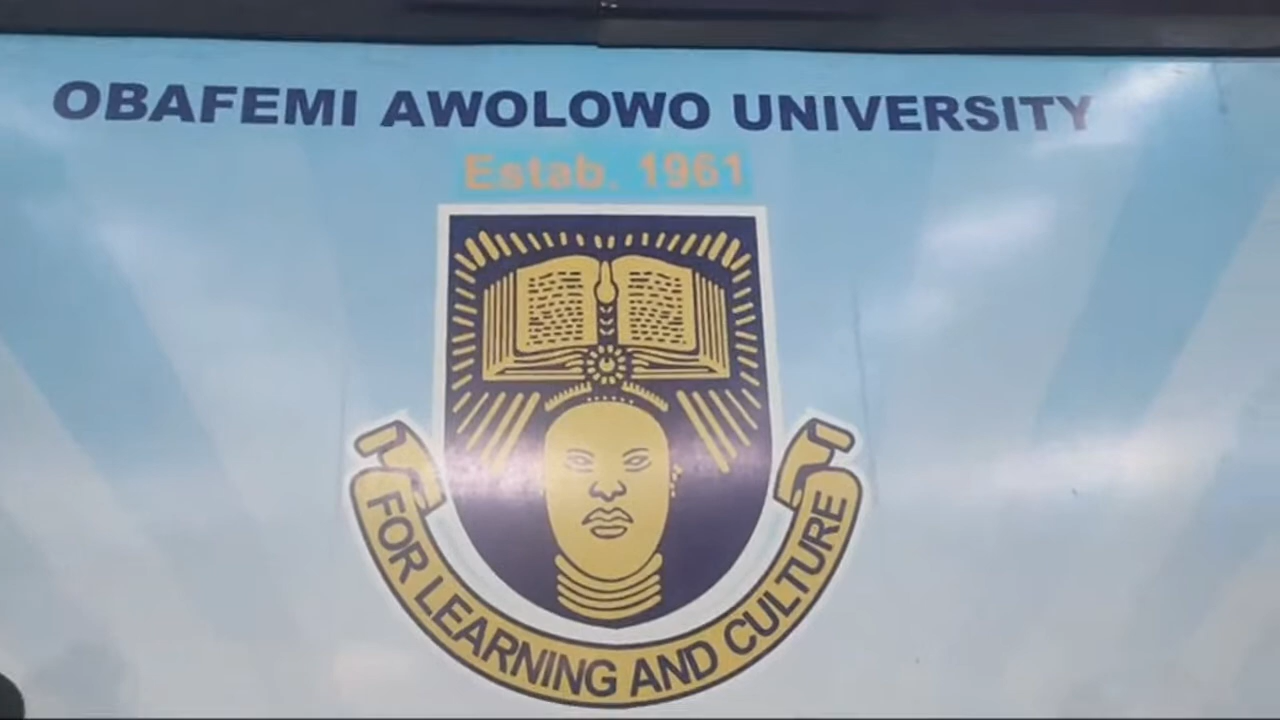 OBAFEMI AWOLOWO UNIVERSITY
Estab. 1961
FOR LEARNING AND CULTURE